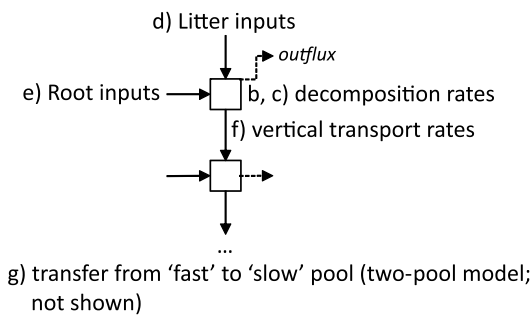 d) Litter inputs
outflux
e) Root inputs
b, c) decomposition rates
f) vertical transport rates
...
g) transfer from ‘fast’ to ‘slow’ pool (two-pool model;
not shown)